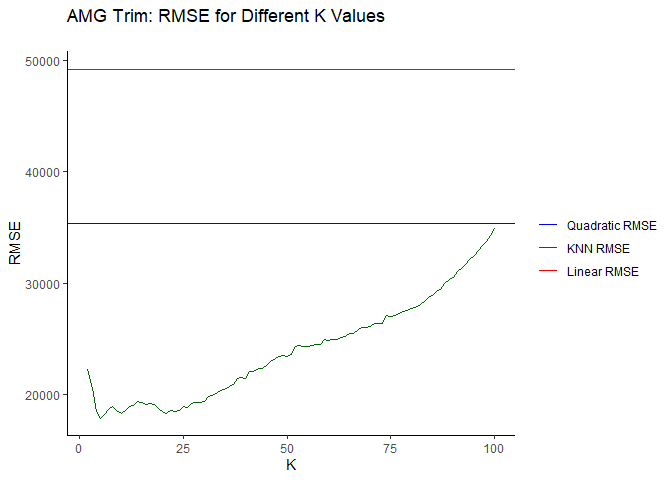 AMG Trim: RMSE for Different K Values
50000
40000
30000
20000
RMSE
0
25
50
75
100
K
Quadratic RMSE
KNN RMSE
Linear RMSE